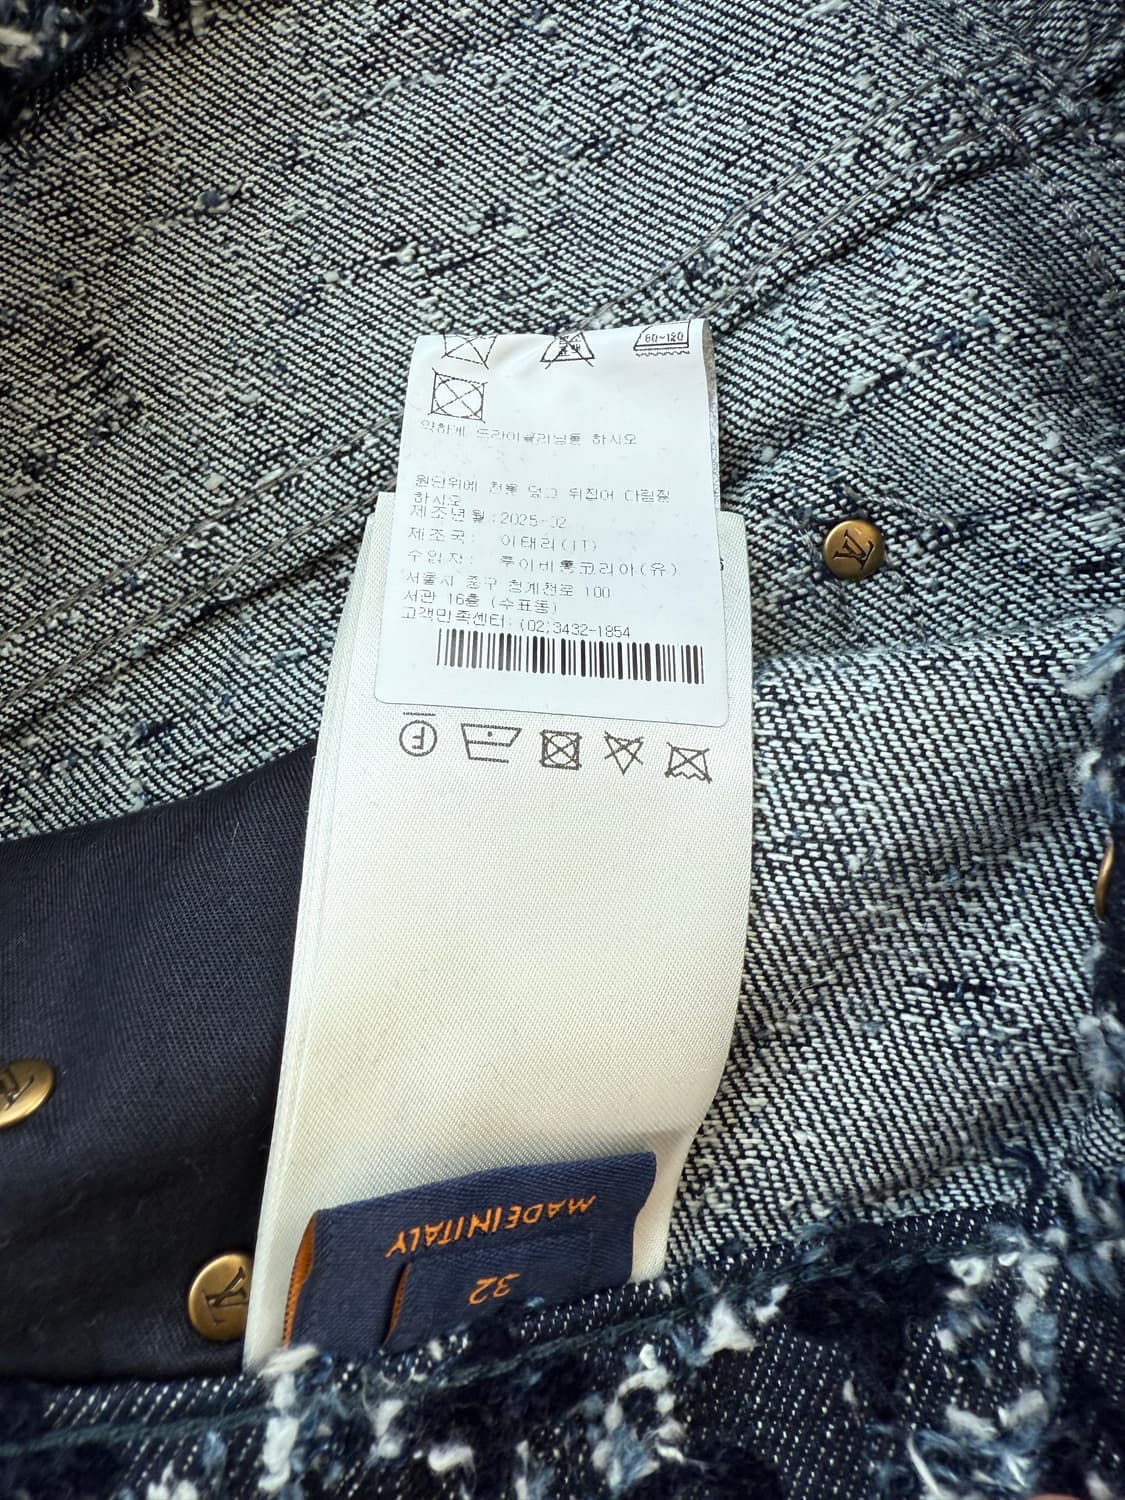 80~120
약하게 드라이클리닝을 하시오
원단위에 천을 덮고 뒤집어 다림질
하시오
제조년월:2025-02
제조국: 이태리(IT)
수입자: 루이비통코리아(유)
서울시 중구 청계천로 100
서관 16층 (수표동)
고객만족센터:(02)3432-1854
F
MADE IN ITALY
32
LV
LV